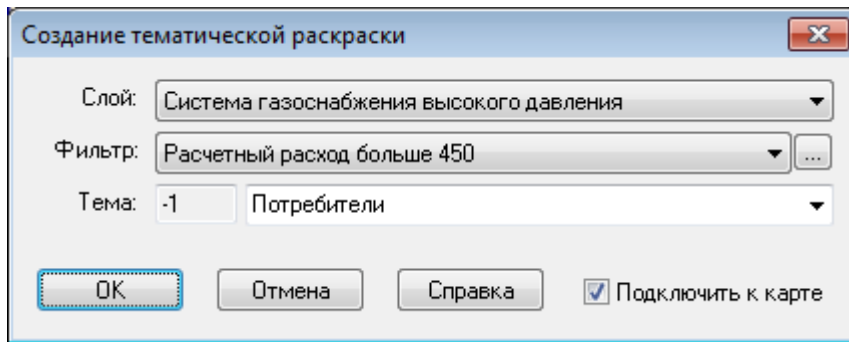 Создание тематической раскраски
Слой: Система газоснабжения высокого давления
Фильтр: Расчетный расход больше 450 ...
Тема: -1 Потребители
ОК Отмена Справка Подключить к карте